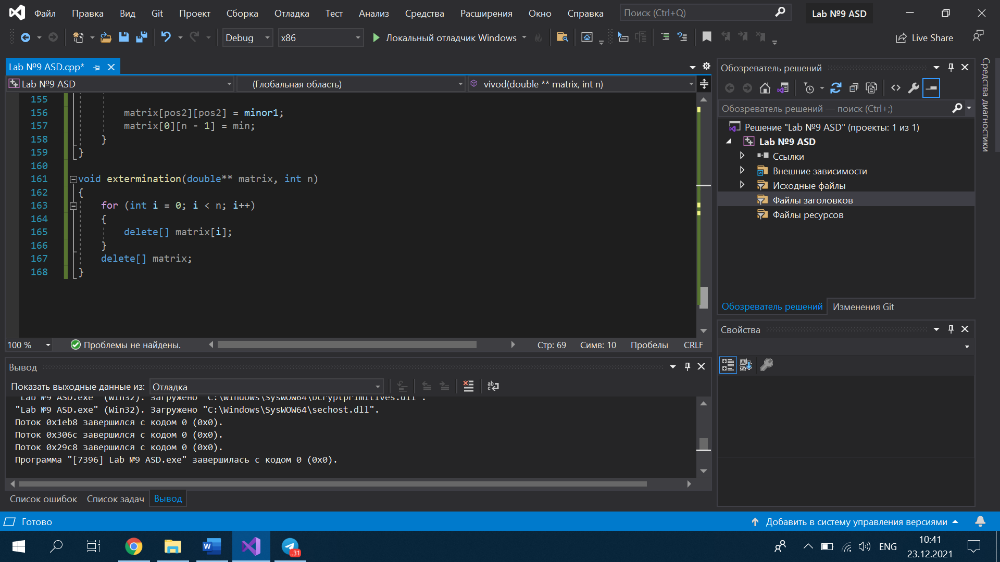 Файл Правка Вид Git Проект Сборка Отладка Тест Анализ Средства Расширения Окно Справка Поиск (Ctrl+Q) Lab №9 ASD
Debug x86 Локальный отладчик Windows Live Share
Lab №9 ASD.cpp*
Lab №9 ASD (Глобальная область) vivod(double ** matrix, int n)
155
156 matrix[pos2][pos2] = minor1;
157 matrix[0][n - 1] = min;
158 }
159 }
160
161 void extermination(double** matrix, int n)
162 {
163 for (int i = 0; i < n; i++)
164 {
165 delete[] matrix[i];
166 }
167 delete[] matrix;
168 }
100 % Проблемы не найдены. Стр: 69 Симв: 10 Пробелы CRLF
Вывод
Показать выходные данные из: Отладка
"Lab №9 ASD.exe" (Win32). Загружено "C:\Windows\SysWOW64\bcryptprimitives.dll".
"Lab №9 ASD.exe" (Win32). Загружено "C:\Windows\SysWOW64\sechost.dll".
Поток 0x1eb8 завершился с кодом 0 (0x0).
Поток 0x306c завершился с кодом 0 (0x0).
Поток 0x29c8 завершился с кодом 0 (0x0).
Программа "[7396] Lab №9 ASD.exe" завершилась с кодом 0 (0x0).
Список ошибок Список задач Вывод
Обозреватель решений
Обозреватель решений — поиск (Ctrl+;)
Решение "Lab №9 ASD" (проекты: 1 из 1)
Lab №9 ASD
Ссылки
Внешние зависимости
Исходные файлы
Файлы заголовков
Файлы ресурсов
Обозреватель решений Изменения Git
Свойства
Средства диагностики
Готово Добавить в систему управления версиями
..31
ENG
10:41
23.12.2021